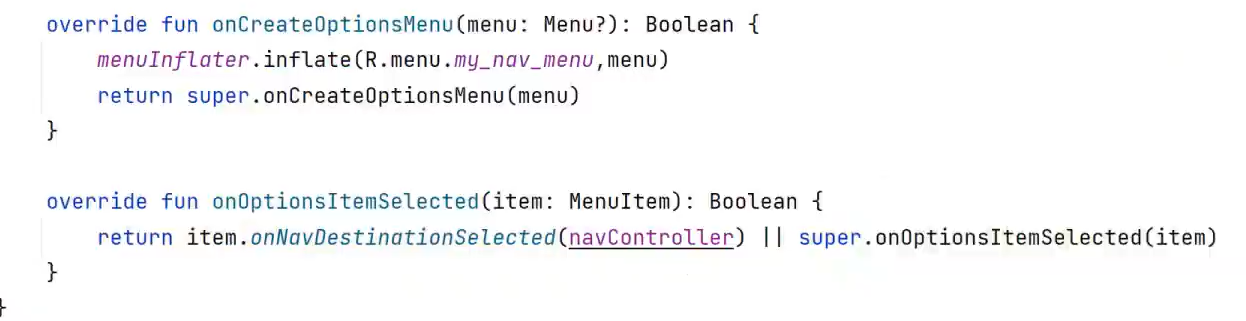 override fun onCreateOptionsMenu(menu: Menu?): Boolean {
    menuInflater.inflate(R.menu.my_nav_menu,menu)
    return super.onCreateOptionsMenu(menu)
}
override fun onOptionsItemSelected(item: MenuItem): Boolean {
    return item.onNavDestinationSelected(navController) || super.onOptionsItemSelected(item)
}
}